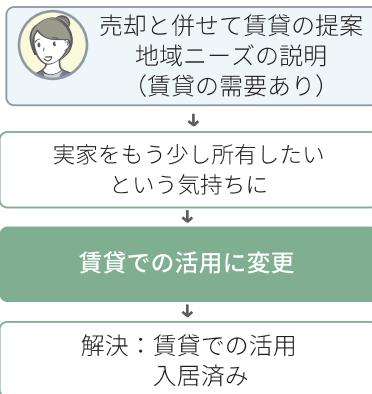 売却と併せて賃貸の提案
地域ニーズの説明
（賃貸の需要あり）
実家をもう少し所有したい
という気持ちに
賃貸での活用に変更
解決：賃貸での活用
入居済み